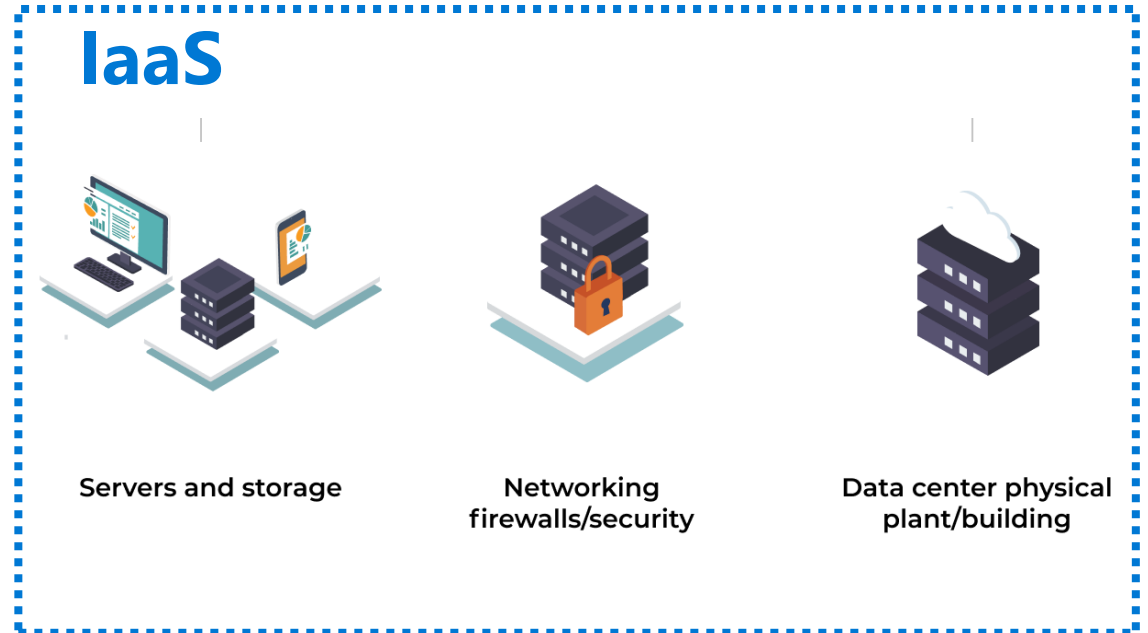 IaaS
Servers and storage
Networking
firewalls/security
Data center physical
plant/building